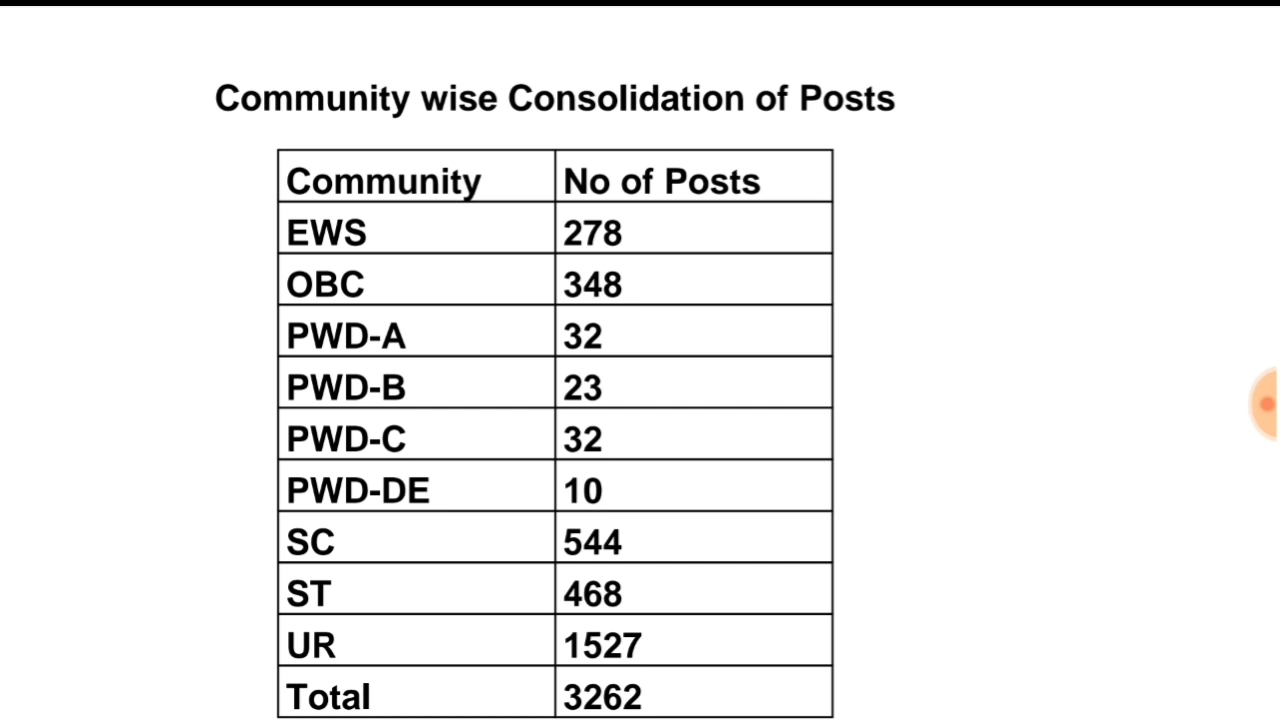 Community wise Consolidation of Posts
Community No of Posts
EWS 278
OBC 348
PWD-A 32
PWD-B 23
PWD-C 32
PWD-DE 10
SC 544
ST 468
UR 1527
Total 3262